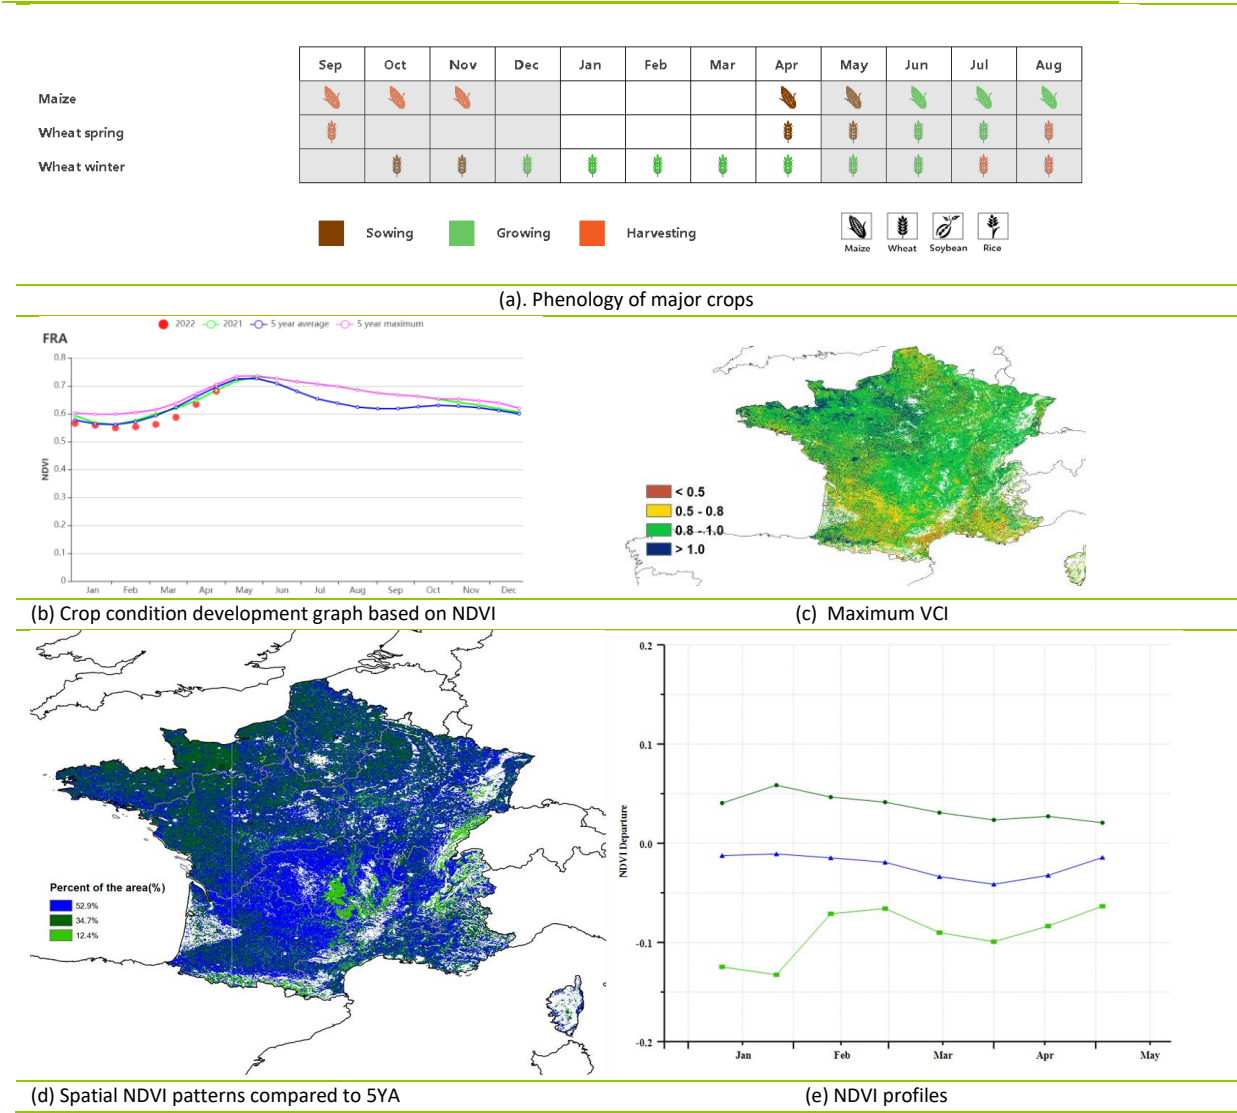 Sep Oct Nov Dec Jan Feb Mar Apr May Jun Jul Aug
Maize
Wheat spring
Wheat winter
Sowing Growing Harvesting
Maize Wheat Soybean Rice
(a). Phenology of major crops
2022 2021 5 year average 5 year maximum
FRA
0.8
0.7
0.6
0.5
0.4
0.3
0.2
0.1
0
NDVI
Jan Feb Mar Apr May Jun Jul Aug Sep Oct Nov Dec
< 0.5
0.5 - 0.8
0.8 - 1.0
> 1.0
(b) Crop condition development graph based on NDVI
(c) Maximum VCI
Percent of the area(%)
52.9%
34.7%
12.4%
0.2
0.1
0.0
-0.1
-0.2
NDVI Departure
Jan Feb Mar Apr May
(d) Spatial NDVI patterns compared to 5YA
(e) NDVI profiles